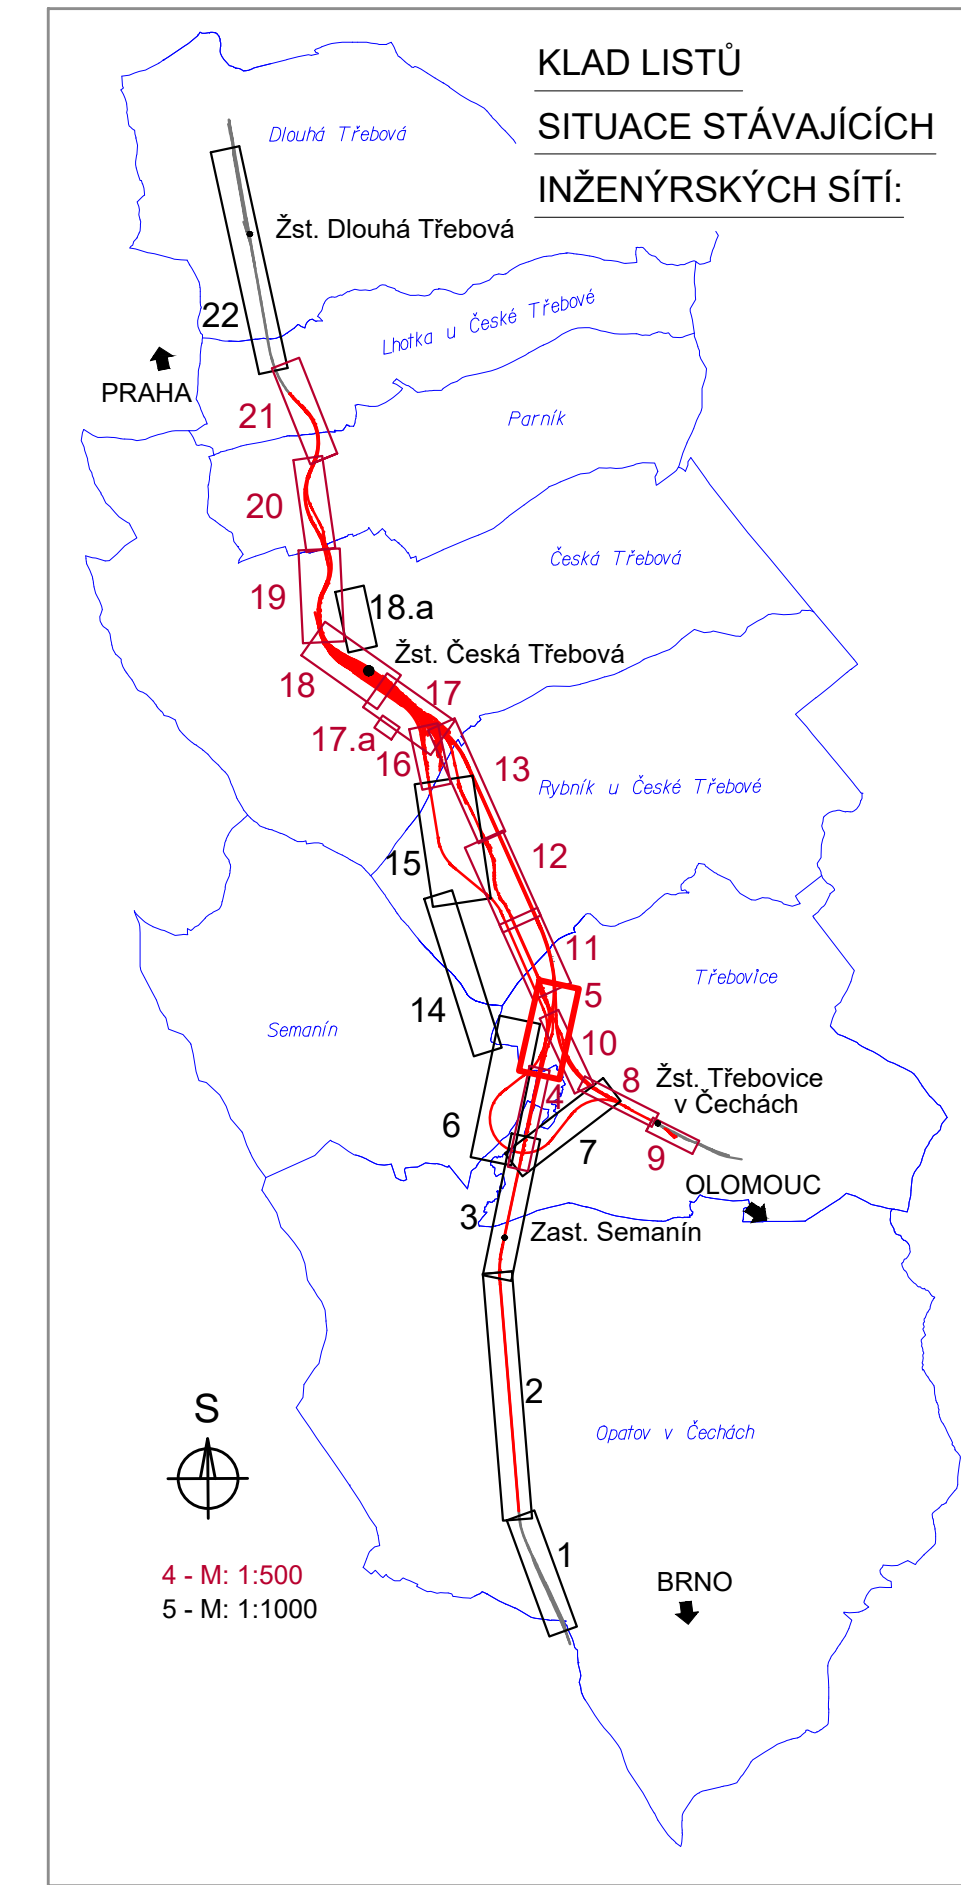 KLAD LISTŮ
SITUACE STÁVAJÍCÍCH
INŽENÝRSKÝCH SÍTÍ:
Dlouhá Třebová
Žst. Dlouhá Třebová
22
Lhotka u České Třebové
PRAHA
21
Parník
20
Česká Třebová
19
18.a
Žst. Česká Třebová
18
17
17.a
16
13
Rybník u České Třebové
15
12
11
Třebovice
5
14
Semanín
10
8
Žst. Třebovice
v Čechách
4
6
7
9
OLOMOUC
3
Zast. Semanín
2
S
Opatov v Čechách
1
4 - M: 1:500
5 - M: 1:1000
BRNO